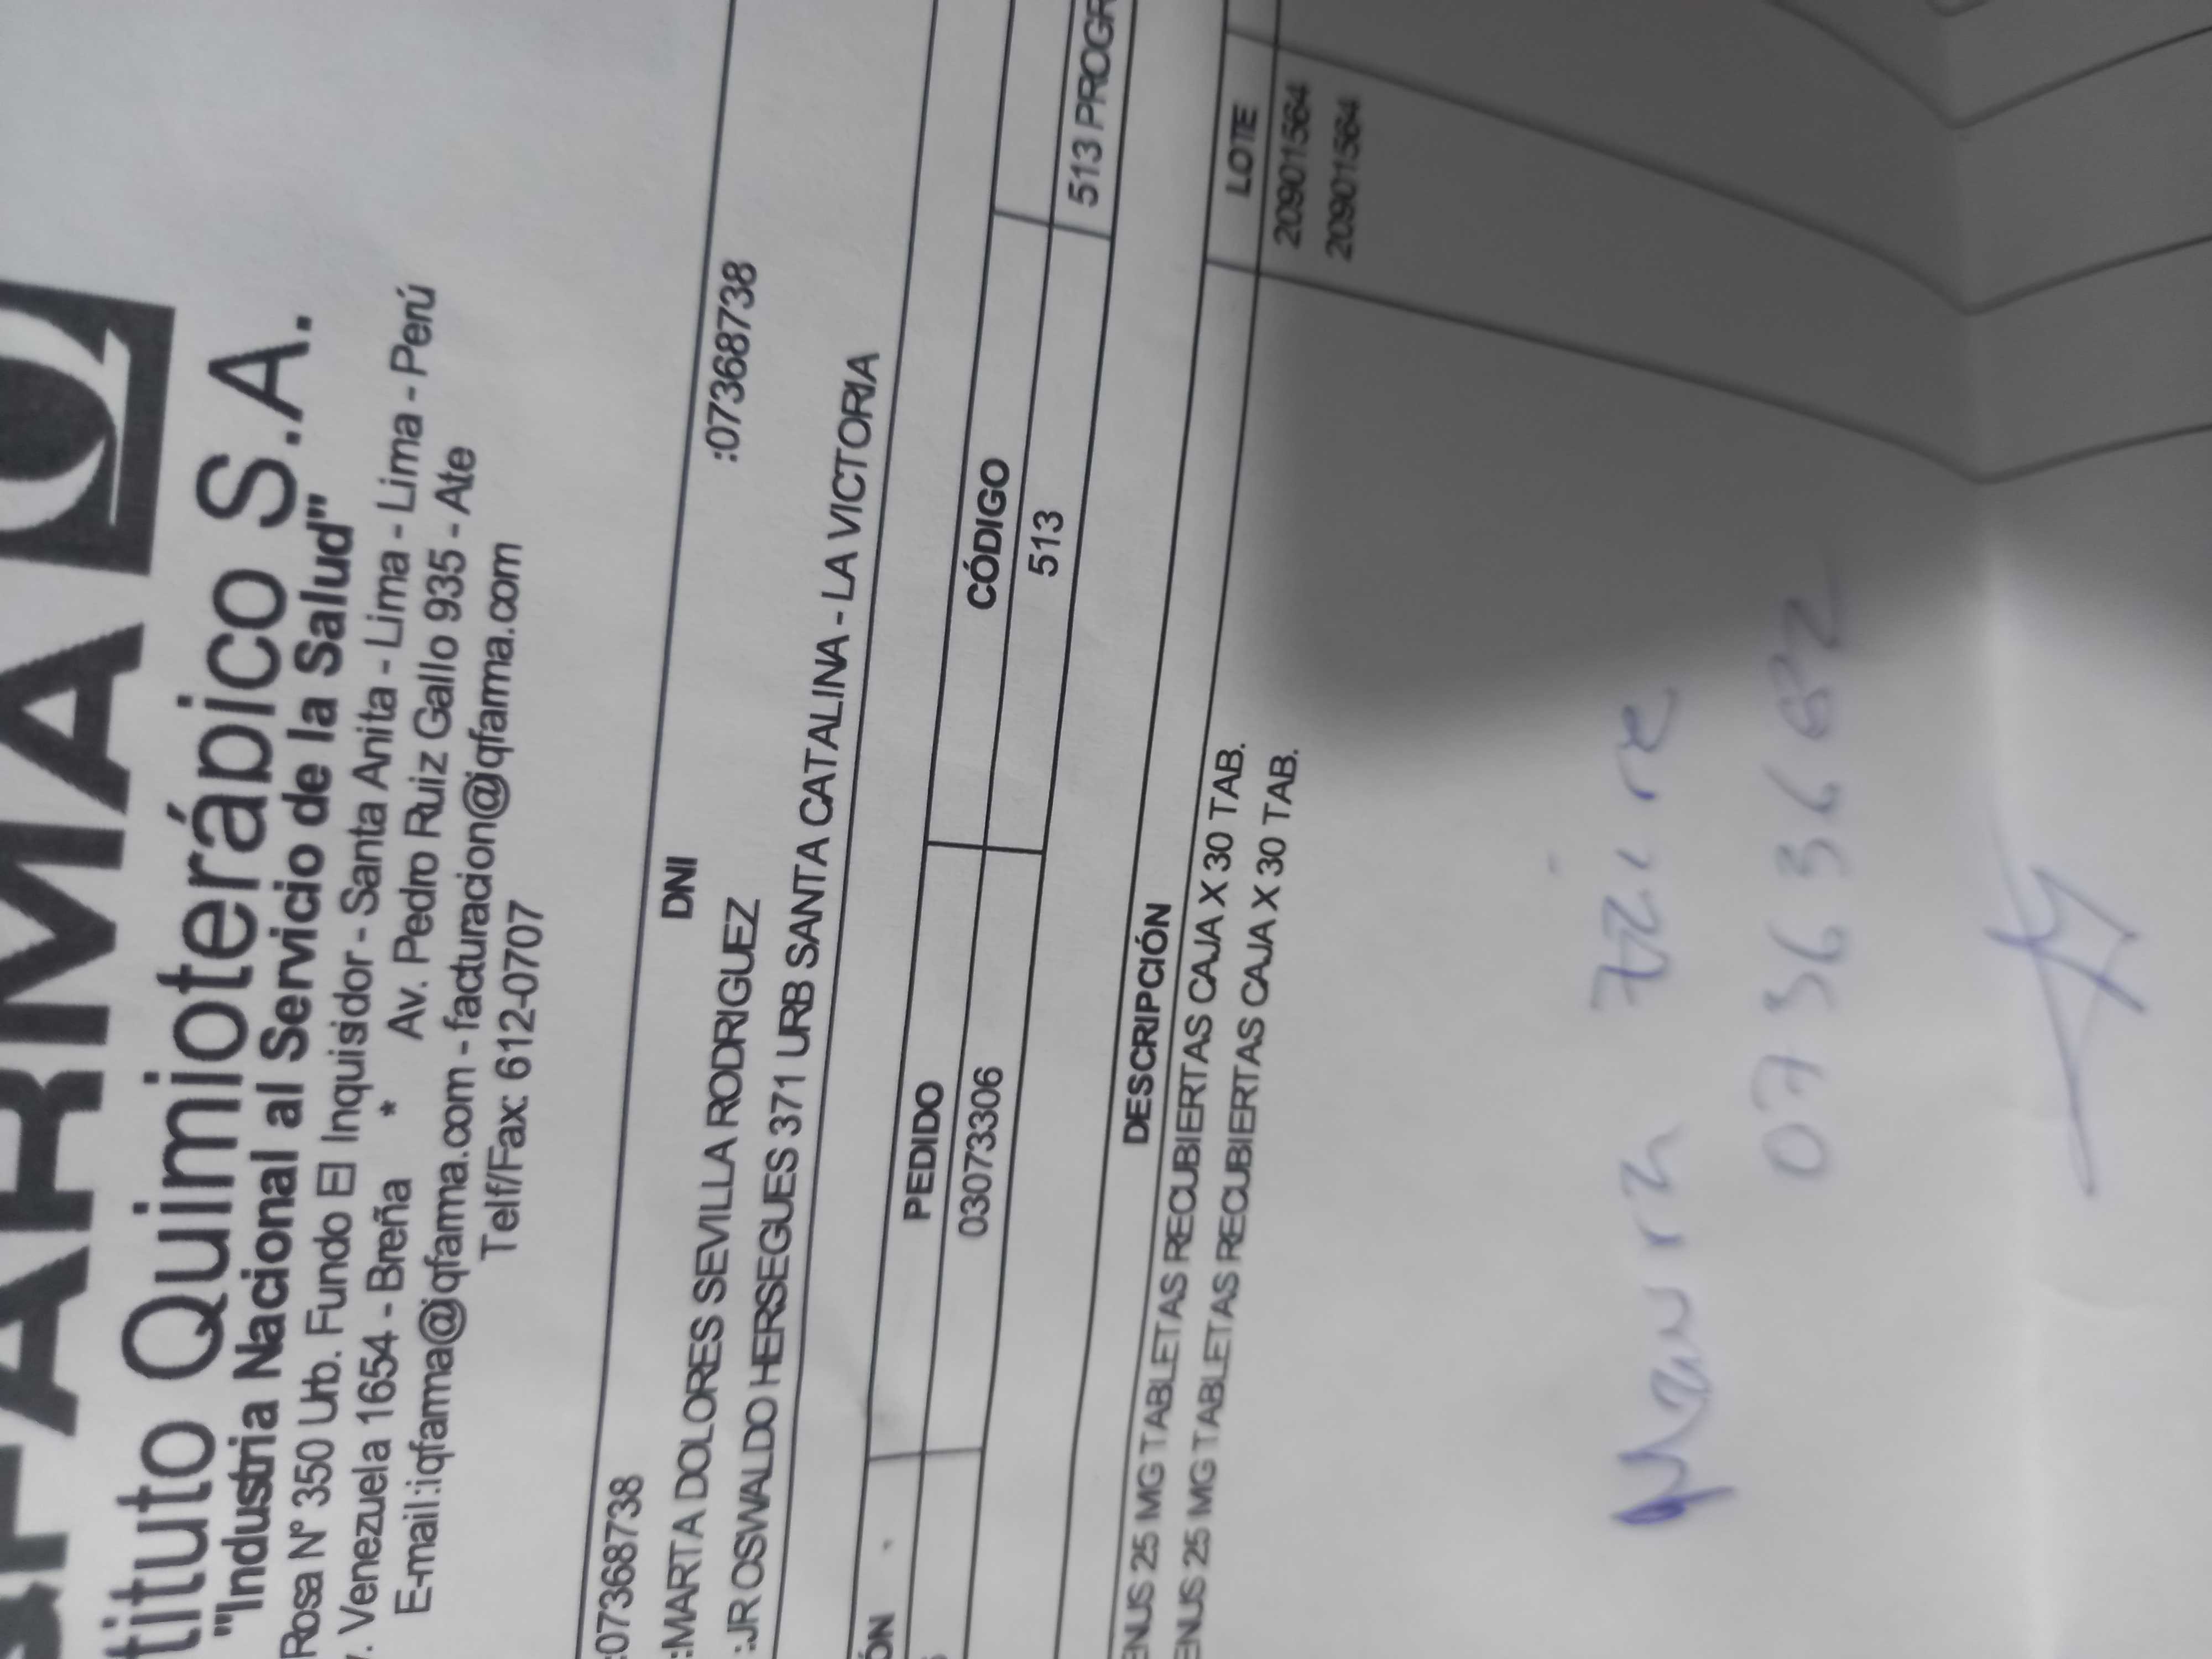 FARMA
tituto Quimioterápico S.A.
"Industria Nacional al Servicio de la Salud"
Rosa N° 350 Urb. Fundo El Inquisidor - Santa Anita - Lima - Lima - Perú
. Venezuela 1654 - Breña * Av. Pedro Ruiz Gallo 935 - Ate
E-mail:iqfarma@iqfarma.com - facturacion@iqfarma.com
Telf/Fax: 612-0707
:07368738 DNI :07368738
:MARTA DOLORES SEVILLA RODRIGUEZ
:JR OSWALDO HERSEGUES 371 URB SANTA CATALINA - LA VICTORIA
ÓN PEDIDO CÓDIGO
03073306 513 513 PROGR
DESCRIPCIÓN LOTE
ENUS 25 MG TABLETAS RECUBIERTAS CAJA X 30 TAB. 20901564
ENUS 25 MG TABLETAS RECUBIERTAS CAJA X 30 TAB. 20901564